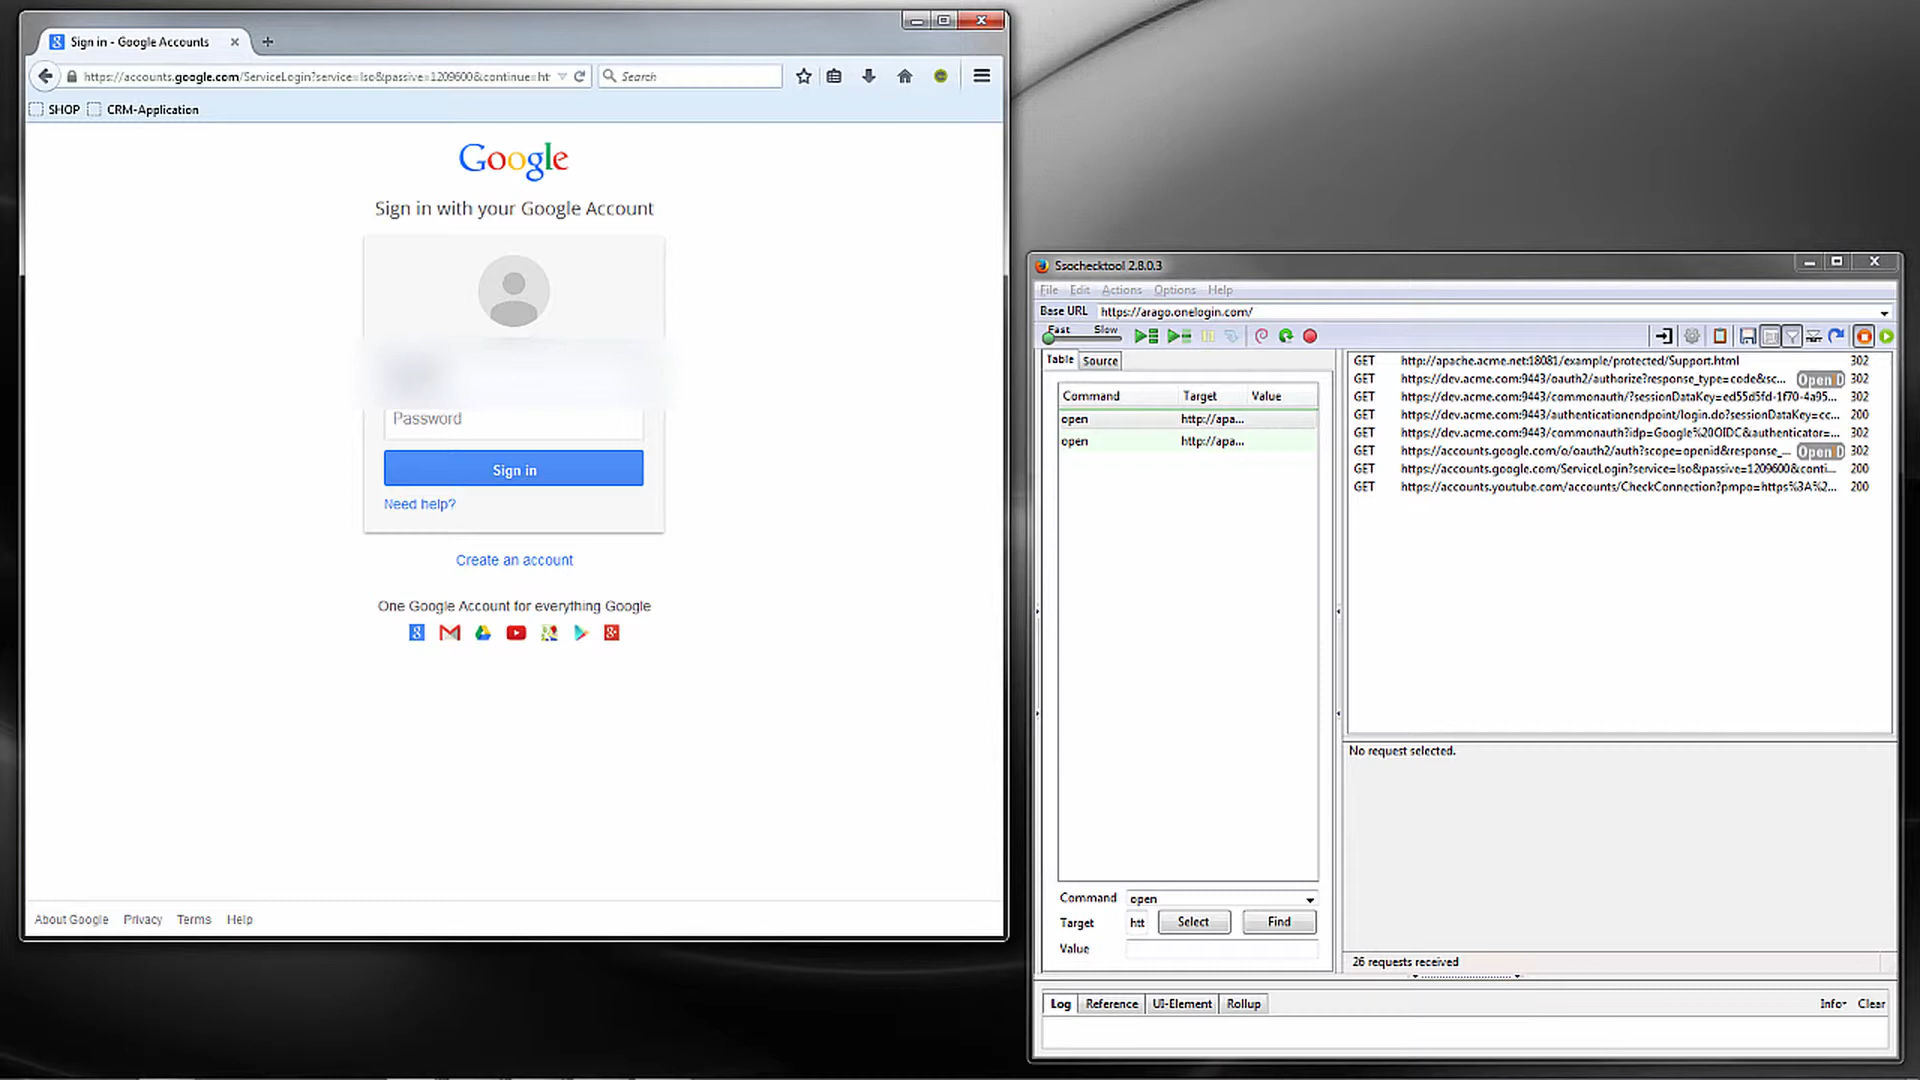 Sign in - Google Accounts
https://accounts.google.com/ServiceLogin?service=lso&passive=1209600&continue=ht
Search
SHOP
CRM-Application
Google
Sign in with your Google Account
Password
Sign in
Need help?
Create an account
One Google Account for everything Google
About Google
Privacy
Terms
Help
Ssochecktool 2.8.0.3
File Edit Actions Options Help
Base URL https://arago.onelogin.com/
Fast Slow
Table Source
Command Target Value
open http://apa...
open http://apa...
Command open
Target htt Select Find
Value
GET http://apache.acme.net:18081/example/protected/Support.html 302
GET https://dev.acme.com:9443/oauth2/authorize?response_type=code&sc... Open D 302
GET https://dev.acme.com:9443/commonauth/?sessionDataKey=ed55d5fd-1f70-4a95... 302
GET https://dev.acme.com:9443/authenticationendpoint/login.do?sessionDataKey=cc... 200
GET https://dev.acme.com:9443/commonauth?idp=Google%20OIDC&authenticator=... 302
GET https://accounts.google.com/o/oauth2/auth?scope=openid&response_... Open D 302
GET https://accounts.google.com/ServiceLogin?service=lso&passive=1209600&conti... 200
GET https://accounts.youtube.com/accounts/CheckConnection?pmpo=https%3A%2... 200
No request selected.
26 requests received
Log Reference UI-Element Rollup Info Clear